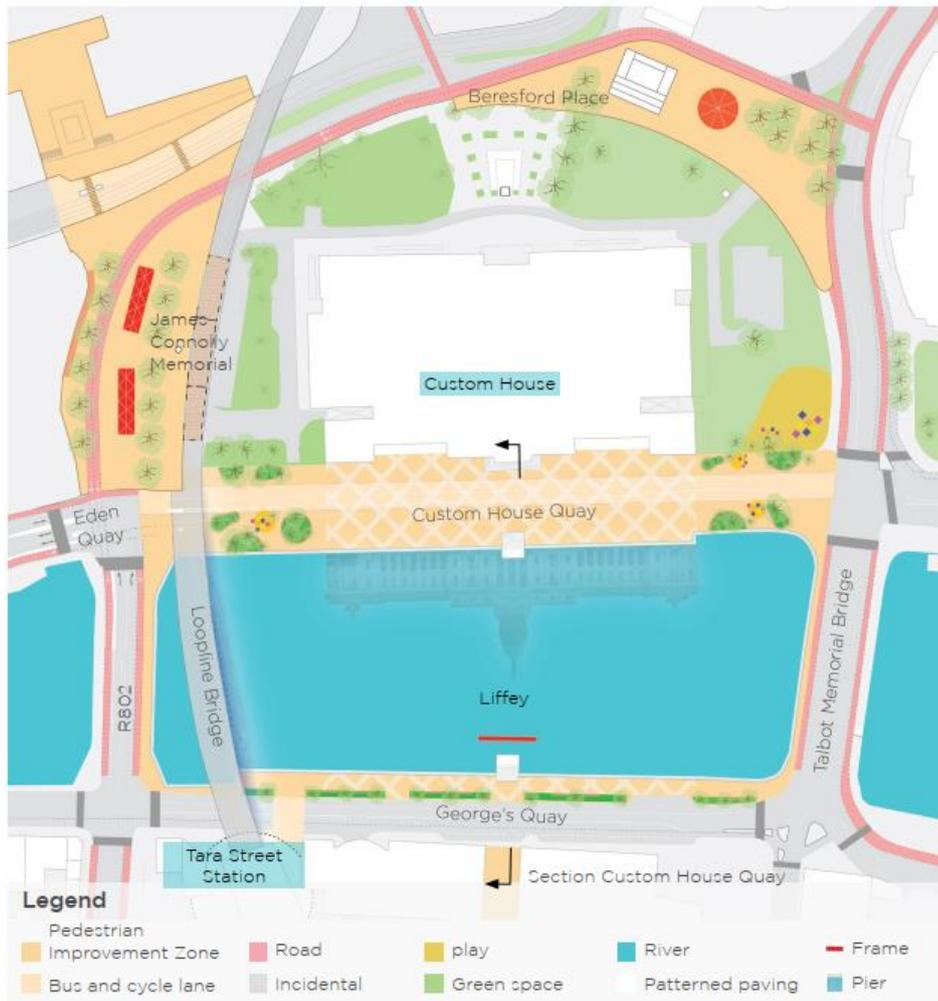 Beresford Place
James
Connolly
Memorial
Custom House
Custom House Quay
Eden
Quay
Loopline Bridge
R802
Liffey
Talbot Memorial Bridge
George's Quay
Tara Street
Station
Section Custom House Quay
Legend
Pedestrian
Improvement Zone
Road
play
River
Frame
Bus and cycle lane
Incidental
Green space
Patterned paving
Pier